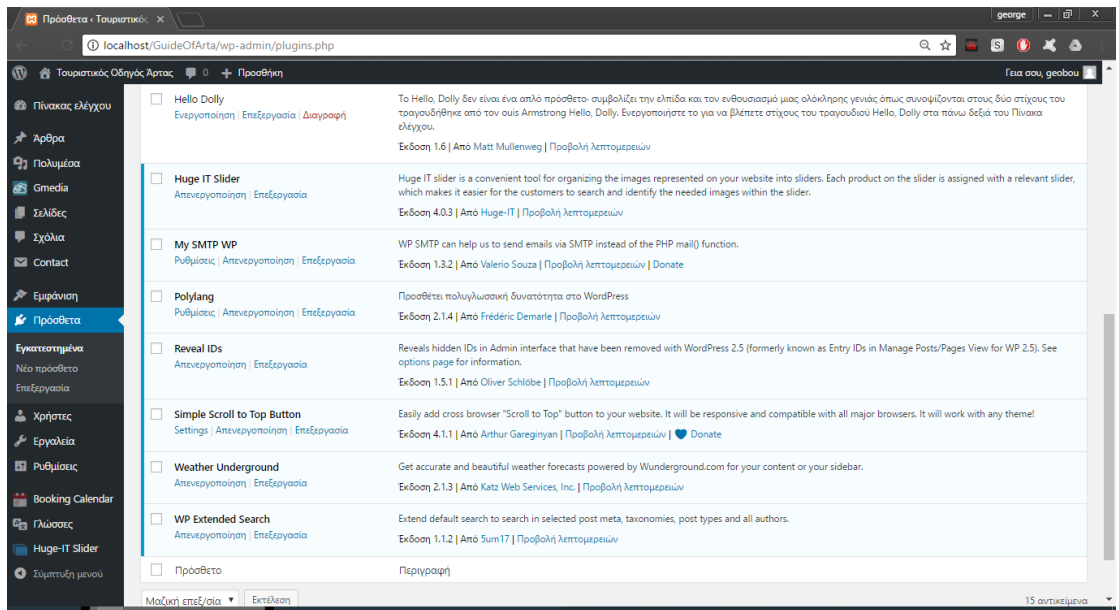 Πρόσθετα ‹ Τουριστικός
george
localhost/GuideOfArta/wp-admin/plugins.php
Τουριστικός Οδηγός Άρτας 0 + Προσθήκη Γεια σου, geobou
Πίνακας ελέγχου
Άρθρα
Πολυμέσα
Gmedia
Σελίδες
Σχόλια
Contact
Εμφάνιση
Πρόσθετα
Εγκατεστημένα
Νέο πρόσθετο
Επεξεργασία
Χρήστες
Εργαλεία
Ρυθμίσεις
Booking Calendar
Γλώσσες
Huge-IT Slider
Σύμπτυξη μενού
Hello Dolly
Ενεργοποίηση | Επεξεργασία | Διαγραφή
Το Hello, Dolly δεν είναι ένα απλό πρόσθετο· συμβολίζει την ελπίδα και τον ενθουσιασμό μιας ολόκληρης γενιάς όπως συνοψίζονται στους δύο στίχους του
τραγουδήθηκε από τον ouis Armstrong Hello, Dolly. Ενεργοποιήστε το για να βλέπετε στίχους του τραγουδιού Hello, Dolly στα πάνω δεξιά του Πίνακα
ελέγχου.
Έκδοση 1.6 | Από Matt Mullenweg | Προβολή λεπτομερειών
Huge IT Slider
Απενεργοποίηση | Επεξεργασία
Huge IT slider is a convenient tool for organizing the images represented on your website into sliders. Each product on the slider is assigned with a relevant slider,
which makes it easier for the customers to search and identify the needed images within the slider.
Έκδοση 4.0.3 | Από Huge-IT | Προβολή λεπτομερειών
My SMTP WP
Ρυθμίσεις | Απενεργοποίηση | Επεξεργασία
WP SMTP can help us to send emails via SMTP instead of the PHP mail() function.
Έκδοση 1.3.2 | Από Valerio Souza | Προβολή λεπτομερειών | Donate
Polylang
Ρυθμίσεις | Απενεργοποίηση | Επεξεργασία
Προσθέτει πολυγλωσσική δυνατότητα στο WordPress
Έκδοση 2.1.4 | Από Frédéric Demarle | Προβολή λεπτομερειών
Reveal IDs
Απενεργοποίηση | Επεξεργασία
Reveals hidden IDs in Admin interface that have been removed with WordPress 2.5 (formerly known as Entry IDs in Manage Posts/Pages View for WP 2.5). See
options page for information.
Έκδοση 1.5.1 | Από Oliver Schlöbe | Προβολή λεπτομερειών
Simple Scroll to Top Button
Settings | Απενεργοποίηση | Επεξεργασία
Easily add cross browser "Scroll to Top" button to your website. It will be responsive and compatible with all major browsers. It will work with any theme!
Έκδοση 4.1.1 | Από Arthur Gareginyan | Προβολή λεπτομερειών | Donate
Weather Underground
Απενεργοποίηση | Επεξεργασία
Get accurate and beautiful weather forecasts powered by Wunderground.com for your content or your sidebar.
Έκδοση 2.1.3 | Από Katz Web Services, Inc. | Προβολή λεπτομερειών
WP Extended Search
Απενεργοποίηση | Επεξεργασία
Extend default search to search in selected post meta, taxonomies, post types and all authors.
Έκδοση 1.1.2 | Από 5um17 | Προβολή λεπτομερειών
Πρόσθετο Περιγραφή
Μαζική επεξ/σία Εκτέλεση 15 αντικείμενα